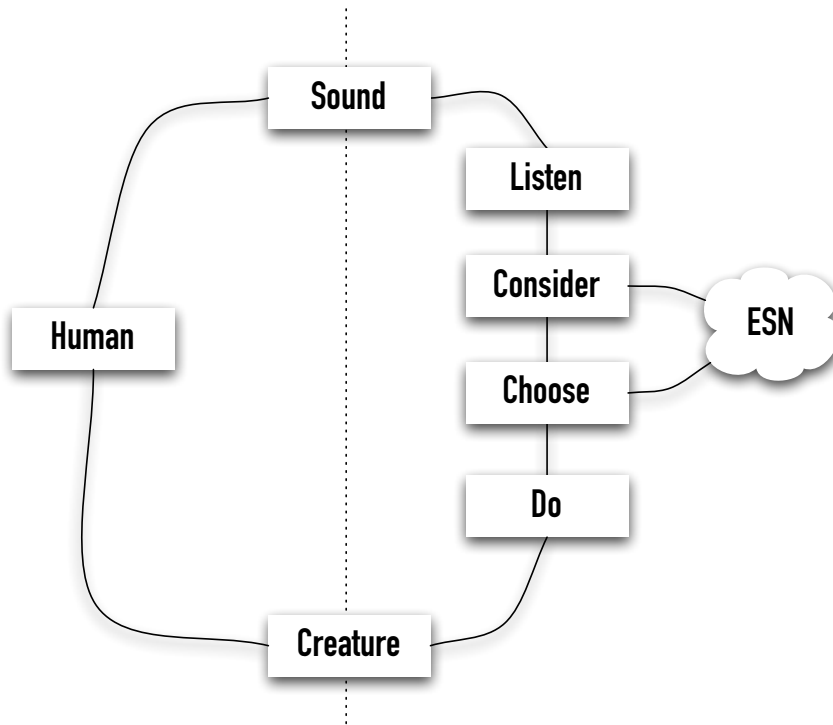 Sound
Listen
Consider
ESN
Human
Choose
Do
Creature